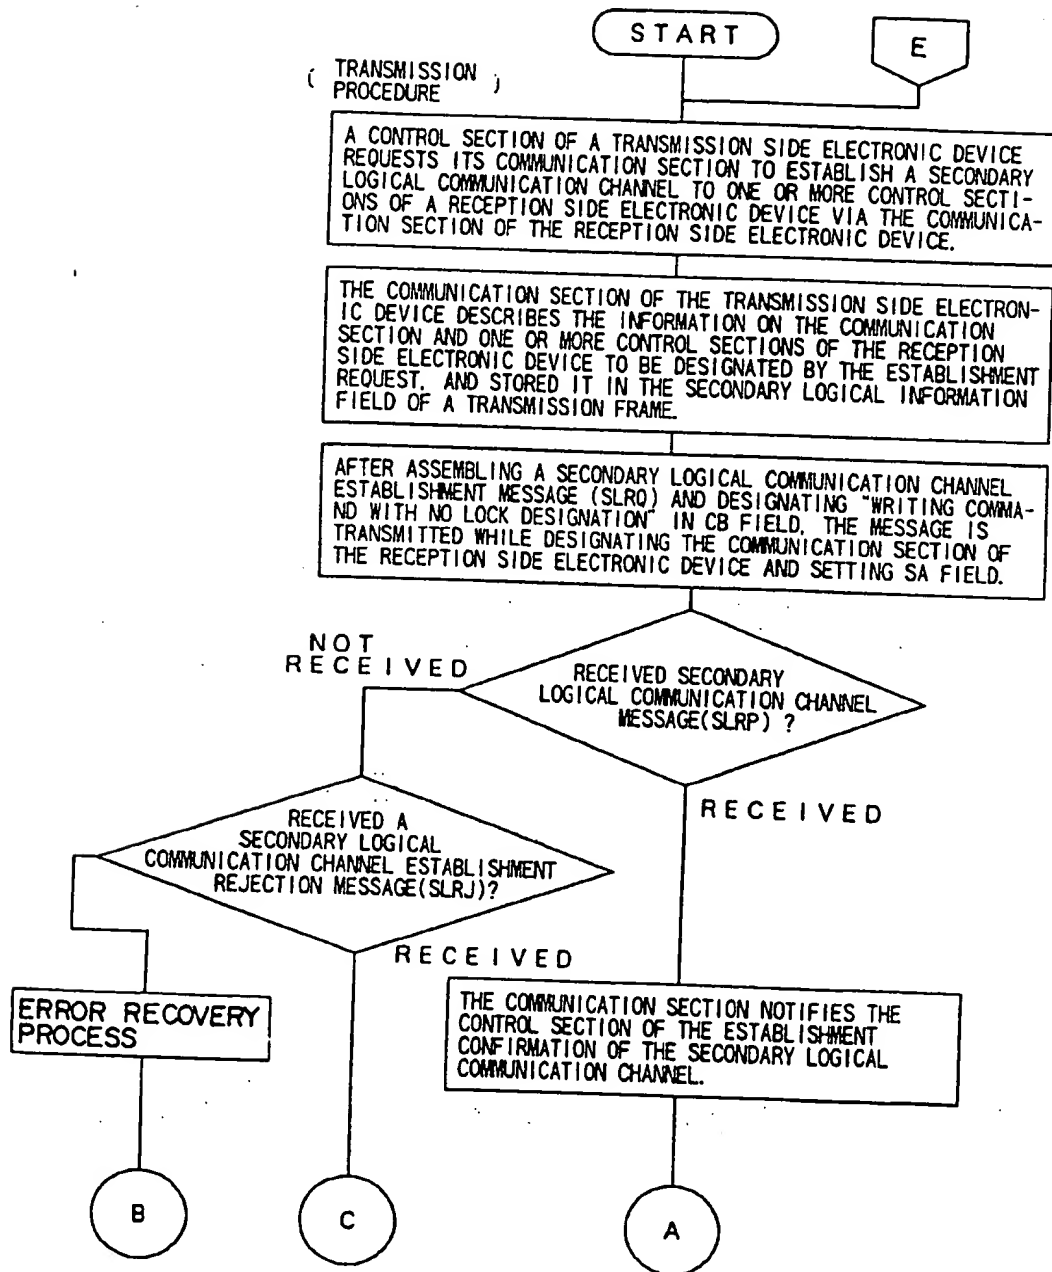 START
E
( TRANSMISSION )
PROCEDURE
A CONTROL SECTION OF A TRANSMISSION SIDE ELECTRONIC DEVICE
REQUESTS ITS COMMUNICATION SECTION TO ESTABLISH A SECONDARY
LOGICAL COMMUNICATION CHANNEL TO ONE OR MORE CONTROL SECTI-
ONS OF A RECEPTION SIDE ELECTRONIC DEVICE VIA THE COMMUNICA-
TION SECTION OF THE RECEPTION SIDE ELECTRONIC DEVICE.
THE COMMUNICATION SECTION OF THE TRANSMISSION SIDE ELECTRON-
IC DEVICE DESCRIBES THE INFORMATION ON THE COMMUNICATION
SECTION AND ONE OR MORE CONTROL SECTIONS OF THE RECEPTION
SIDE ELECTRONIC DEVICE TO BE DESIGNATED BY THE ESTABLISHMENT
REQUEST, AND STORED IT IN THE SECONDARY LOGICAL INFORMATION
FIELD OF A TRANSMISSION FRAME.
AFTER ASSEMBLING A SECONDARY LOGICAL COMMUNICATION CHANNEL
ESTABLISHMENT MESSAGE (SLRQ) AND DESIGNATING "WRITING COMMA-
ND WITH NO LOCK DESIGNATION" IN CB FIELD, THE MESSAGE IS
TRANSMITTED WHILE DESIGNATING THE COMMUNICATION SECTION OF
THE RECEPTION SIDE ELECTRONIC DEVICE AND SETTING SA FIELD.
NOT
RECEIVED
RECEIVED SECONDARY
LOGICAL COMMUNICATION CHANNEL
MESSAGE(SLRP) ?
RECEIVED
RECEIVED A
SECONDARY LOGICAL
COMMUNICATION CHANNEL ESTABLISHMENT
REJECTION MESSAGE(SLRJ)?
RECEIVED
ERROR RECOVERY
PROCESS
THE COMMUNICATION SECTION NOTIFIES THE
CONTROL SECTION OF THE ESTABLISHMENT
CONFIRMATION OF THE SECONDARY LOGICAL
COMMUNICATION CHANNEL.
B
C
A